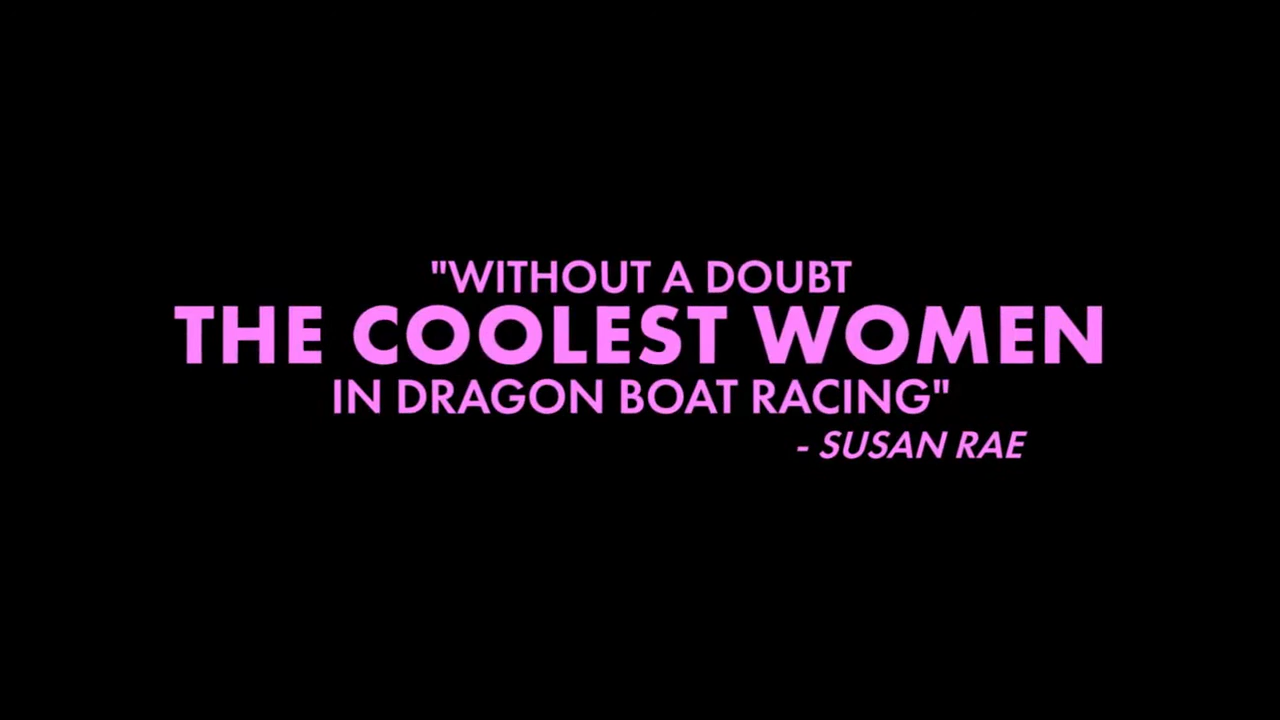 "WITHOUT A DOUBT
THE COOLEST WOMEN
IN DRAGON BOAT RACING"
- SUSAN RAE